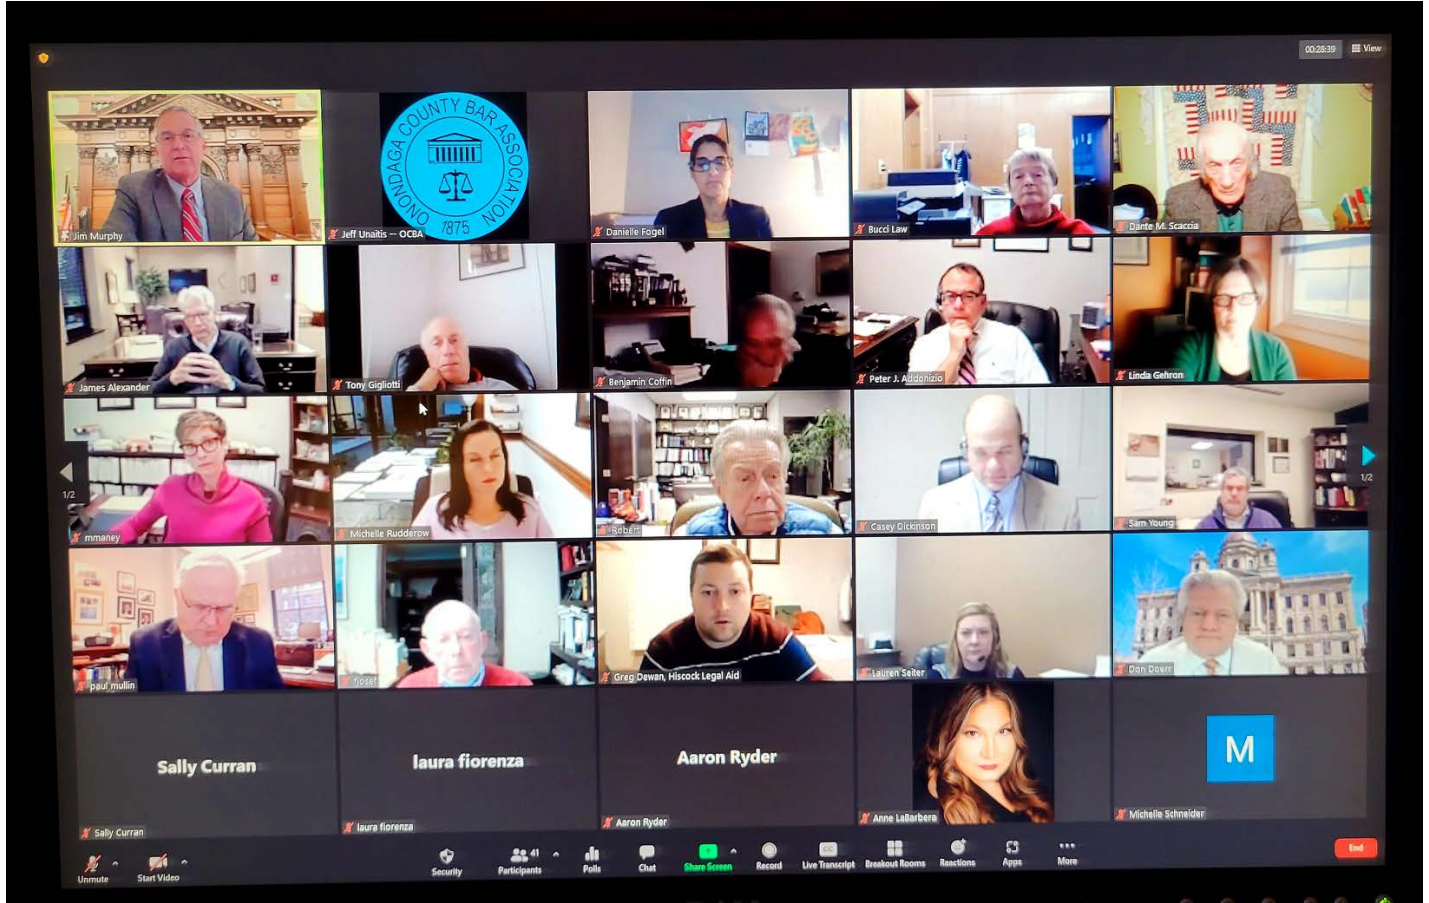 00:28:39 View
Jim Murphy
ONONDAGA COUNTY BAR ASSOCIATION
1875
Jeff Unaitis — OCBA
Danielle Fogel
Bucci Law
Dante M. Scaccia
James Alexander
Tony Gigliotti
Benjamin Coffin
Peter J. Addonizio
Linda Gehron
1/2
1/2
mmaney
Michelle Rudderow
Robert
Casey Dickinson
Sam Young
paul mullin
fjosef
Greg Dewan, Hiscock Legal Aid
Lauren Seiter
Don Doerr
Sally Curran
laura fiorenza
Aaron Ryder
M
Sally Curran
laura fiorenza
Aaron Ryder
Anne LaBarbera
Michelle Schneider
Unmute
Start Video
Security
41
Participants
Polls
Chat
Share Screen
Record
CC
Live Transcript
Breakout Rooms
Reactions
Apps
More
End